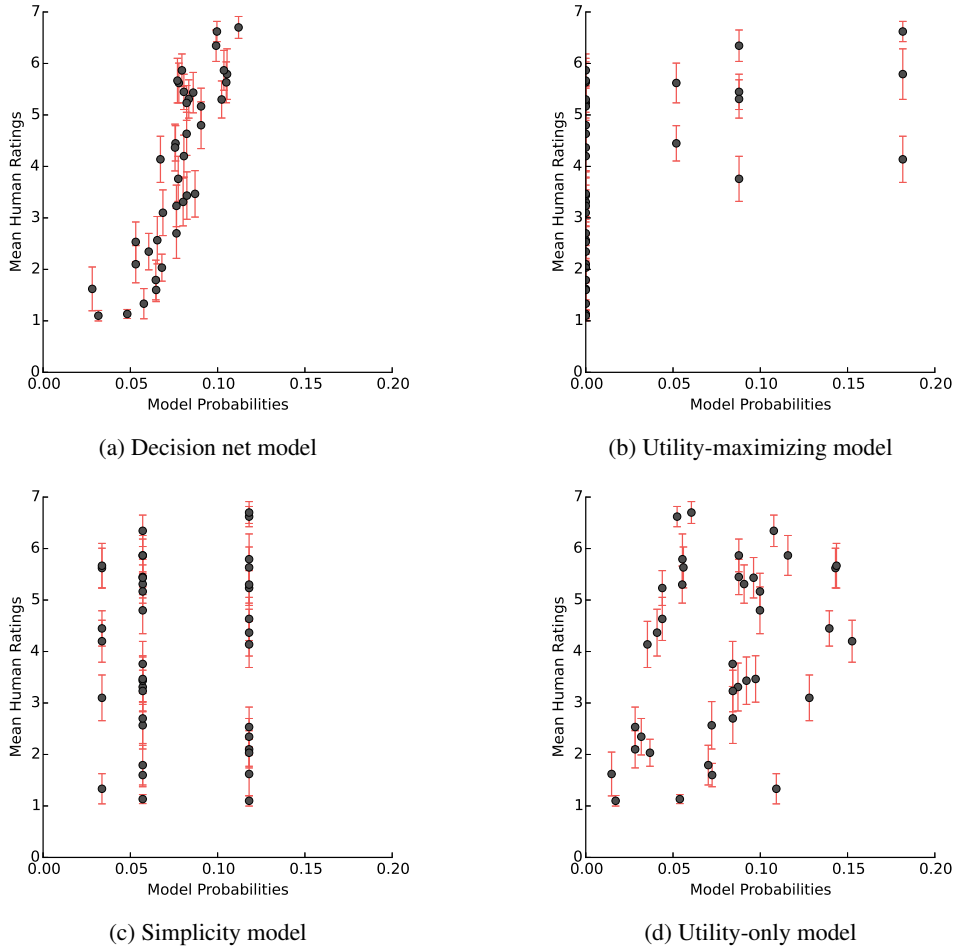 7
6
5
4
3
2
1
0
Mean Human Ratings
0.00 0.05 0.10 0.15 0.20
Model Probabilities
(a) Decision net model
7
6
5
4
3
2
1
0
Mean Human Ratings
0.00 0.05 0.10 0.15 0.20
Model Probabilities
(b) Utility-maximizing model
7
6
5
4
3
2
1
0
Mean Human Ratings
0.00 0.05 0.10 0.15 0.20
Model Probabilities
(c) Simplicity model
7
6
5
4
3
2
1
0
Mean Human Ratings
0.00 0.05 0.10 0.15 0.20
Model Probabilities
(d) Utility-only model